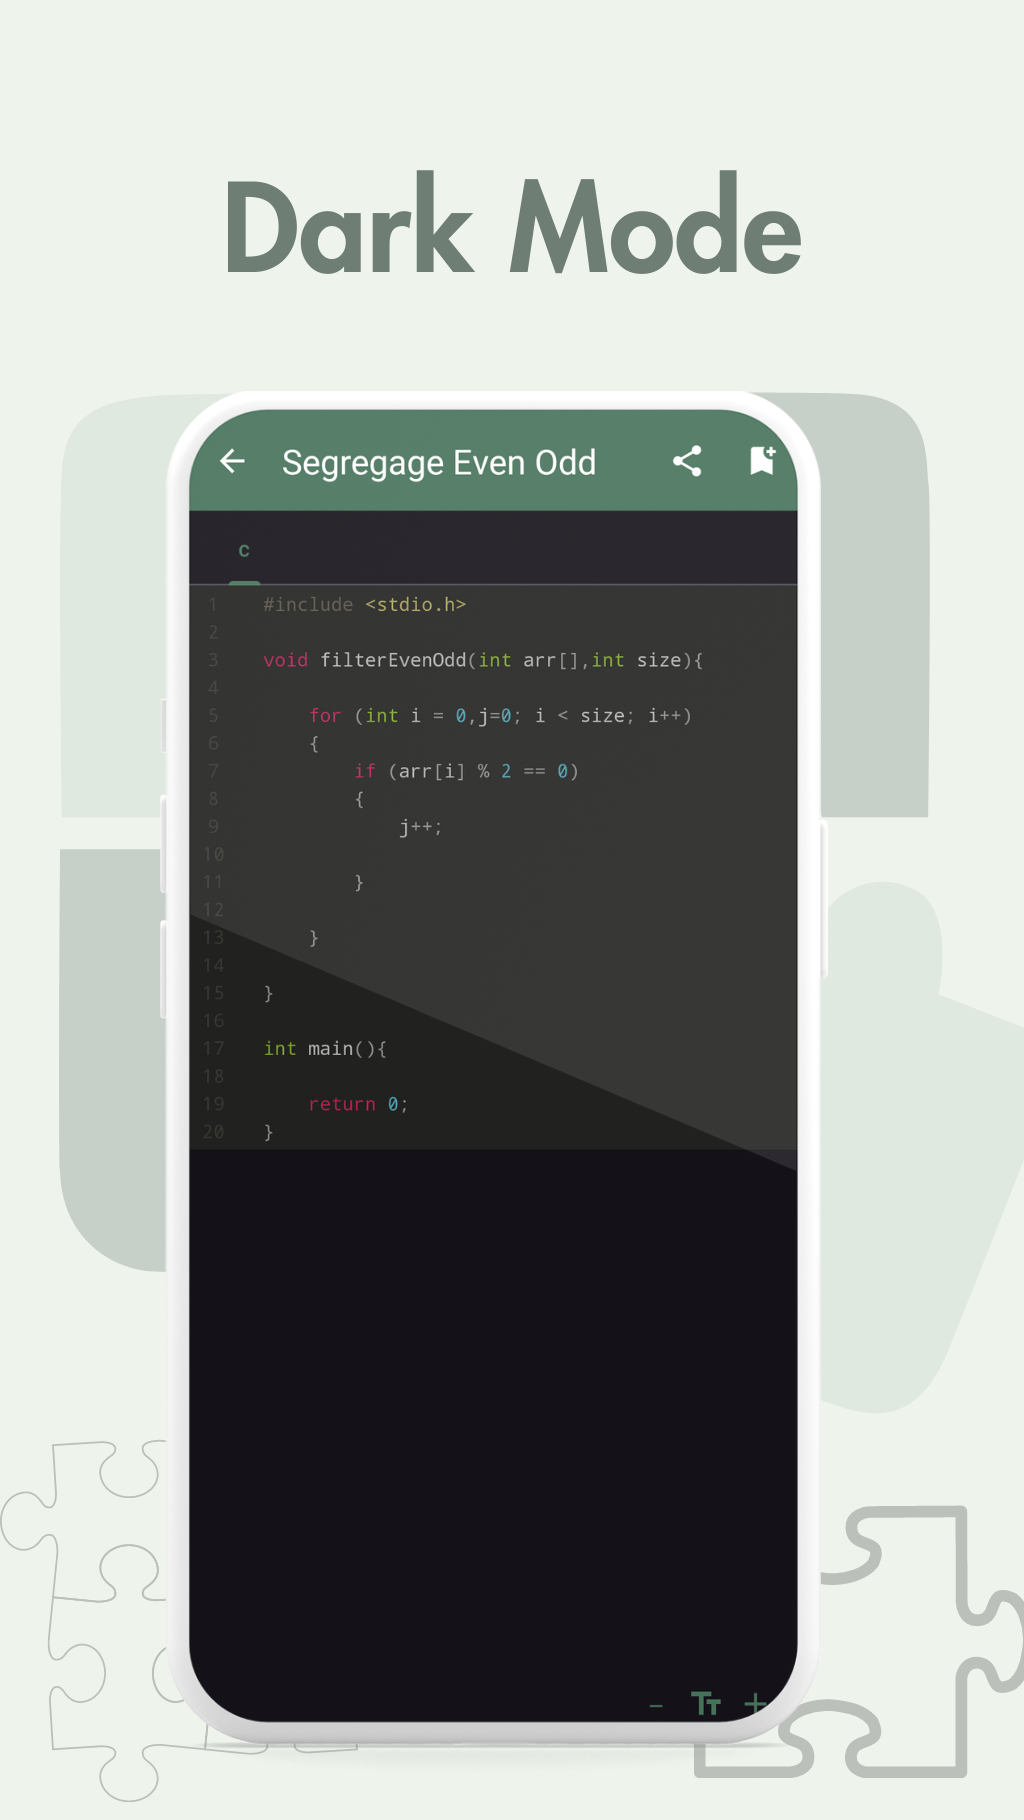 Dark Mode
Segregage Even Odd
C
1 #include <stdio.h>
2
3 void filterEvenOdd(int arr[],int size){
4
5     for (int i = 0,j=0; i < size; i++)
6     {
7         if (arr[i] % 2 == 0)
8         {
9             j++;
10
11         }
12
13     }
14
15 }
16
17 int main(){
18
19     return 0;
20 }
- TT +